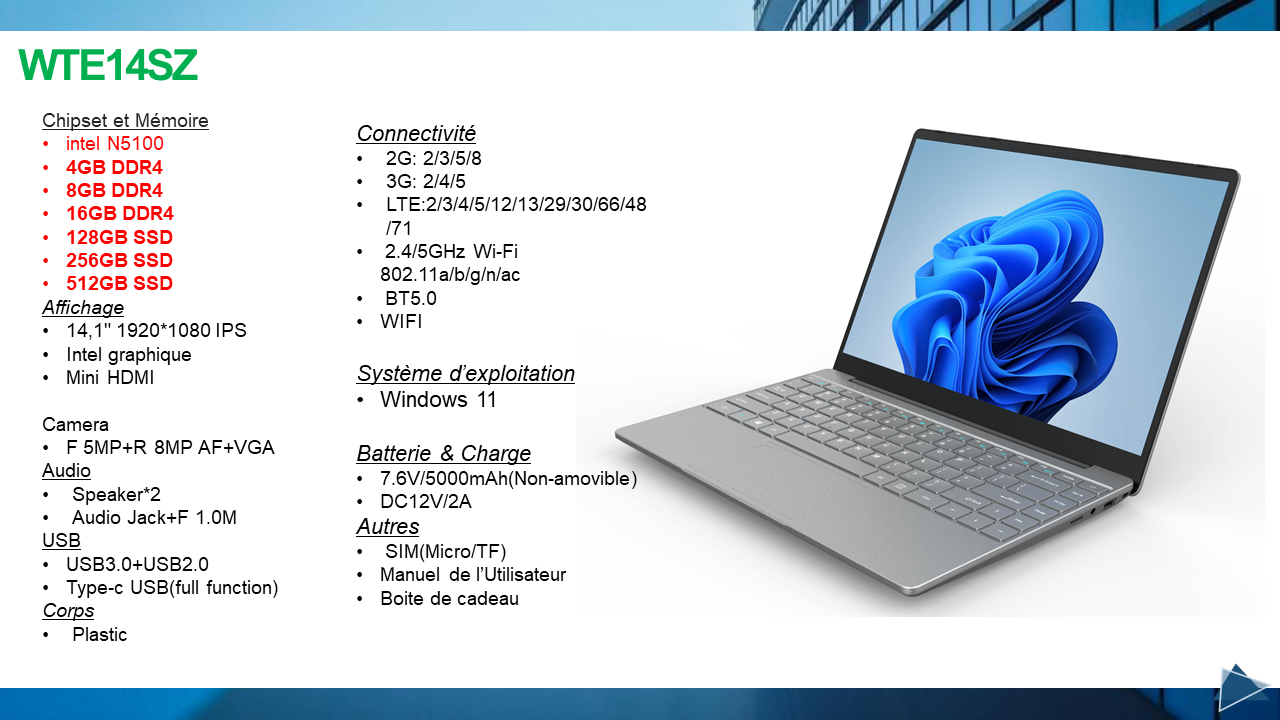 WTE14SZ
Chipset et Mémoire
• intel N5100
• 4GB DDR4
• 8GB DDR4
• 16GB DDR4
• 128GB SSD
• 256GB SSD
• 512GB SSD
Affichage
• 14,1" 1920*1080 IPS
• Intel graphique
• Mini HDMI
Camera
• F 5MP+R 8MP AF+VGA
Audio
• Speaker*2
• Audio Jack+F 1.0M
USB
• USB3.0+USB2.0
• Type-c USB(full function)
Corps
• Plastic
Connectivité
• 2G: 2/3/5/8
• 3G: 2/4/5
• LTE:2/3/4/5/12/13/29/30/66/48
/71
• 2.4/5GHz Wi-Fi
802.11a/b/g/n/ac
• BT5.0
• WIFI
Système d’exploitation
• Windows 11
Batterie & Charge
• 7.6V/5000mAh(Non-amovible)
• DC12V/2A
Autres
• SIM(Micro/TF)
• Manuel de l’Utilisateur
• Boite de cadeau